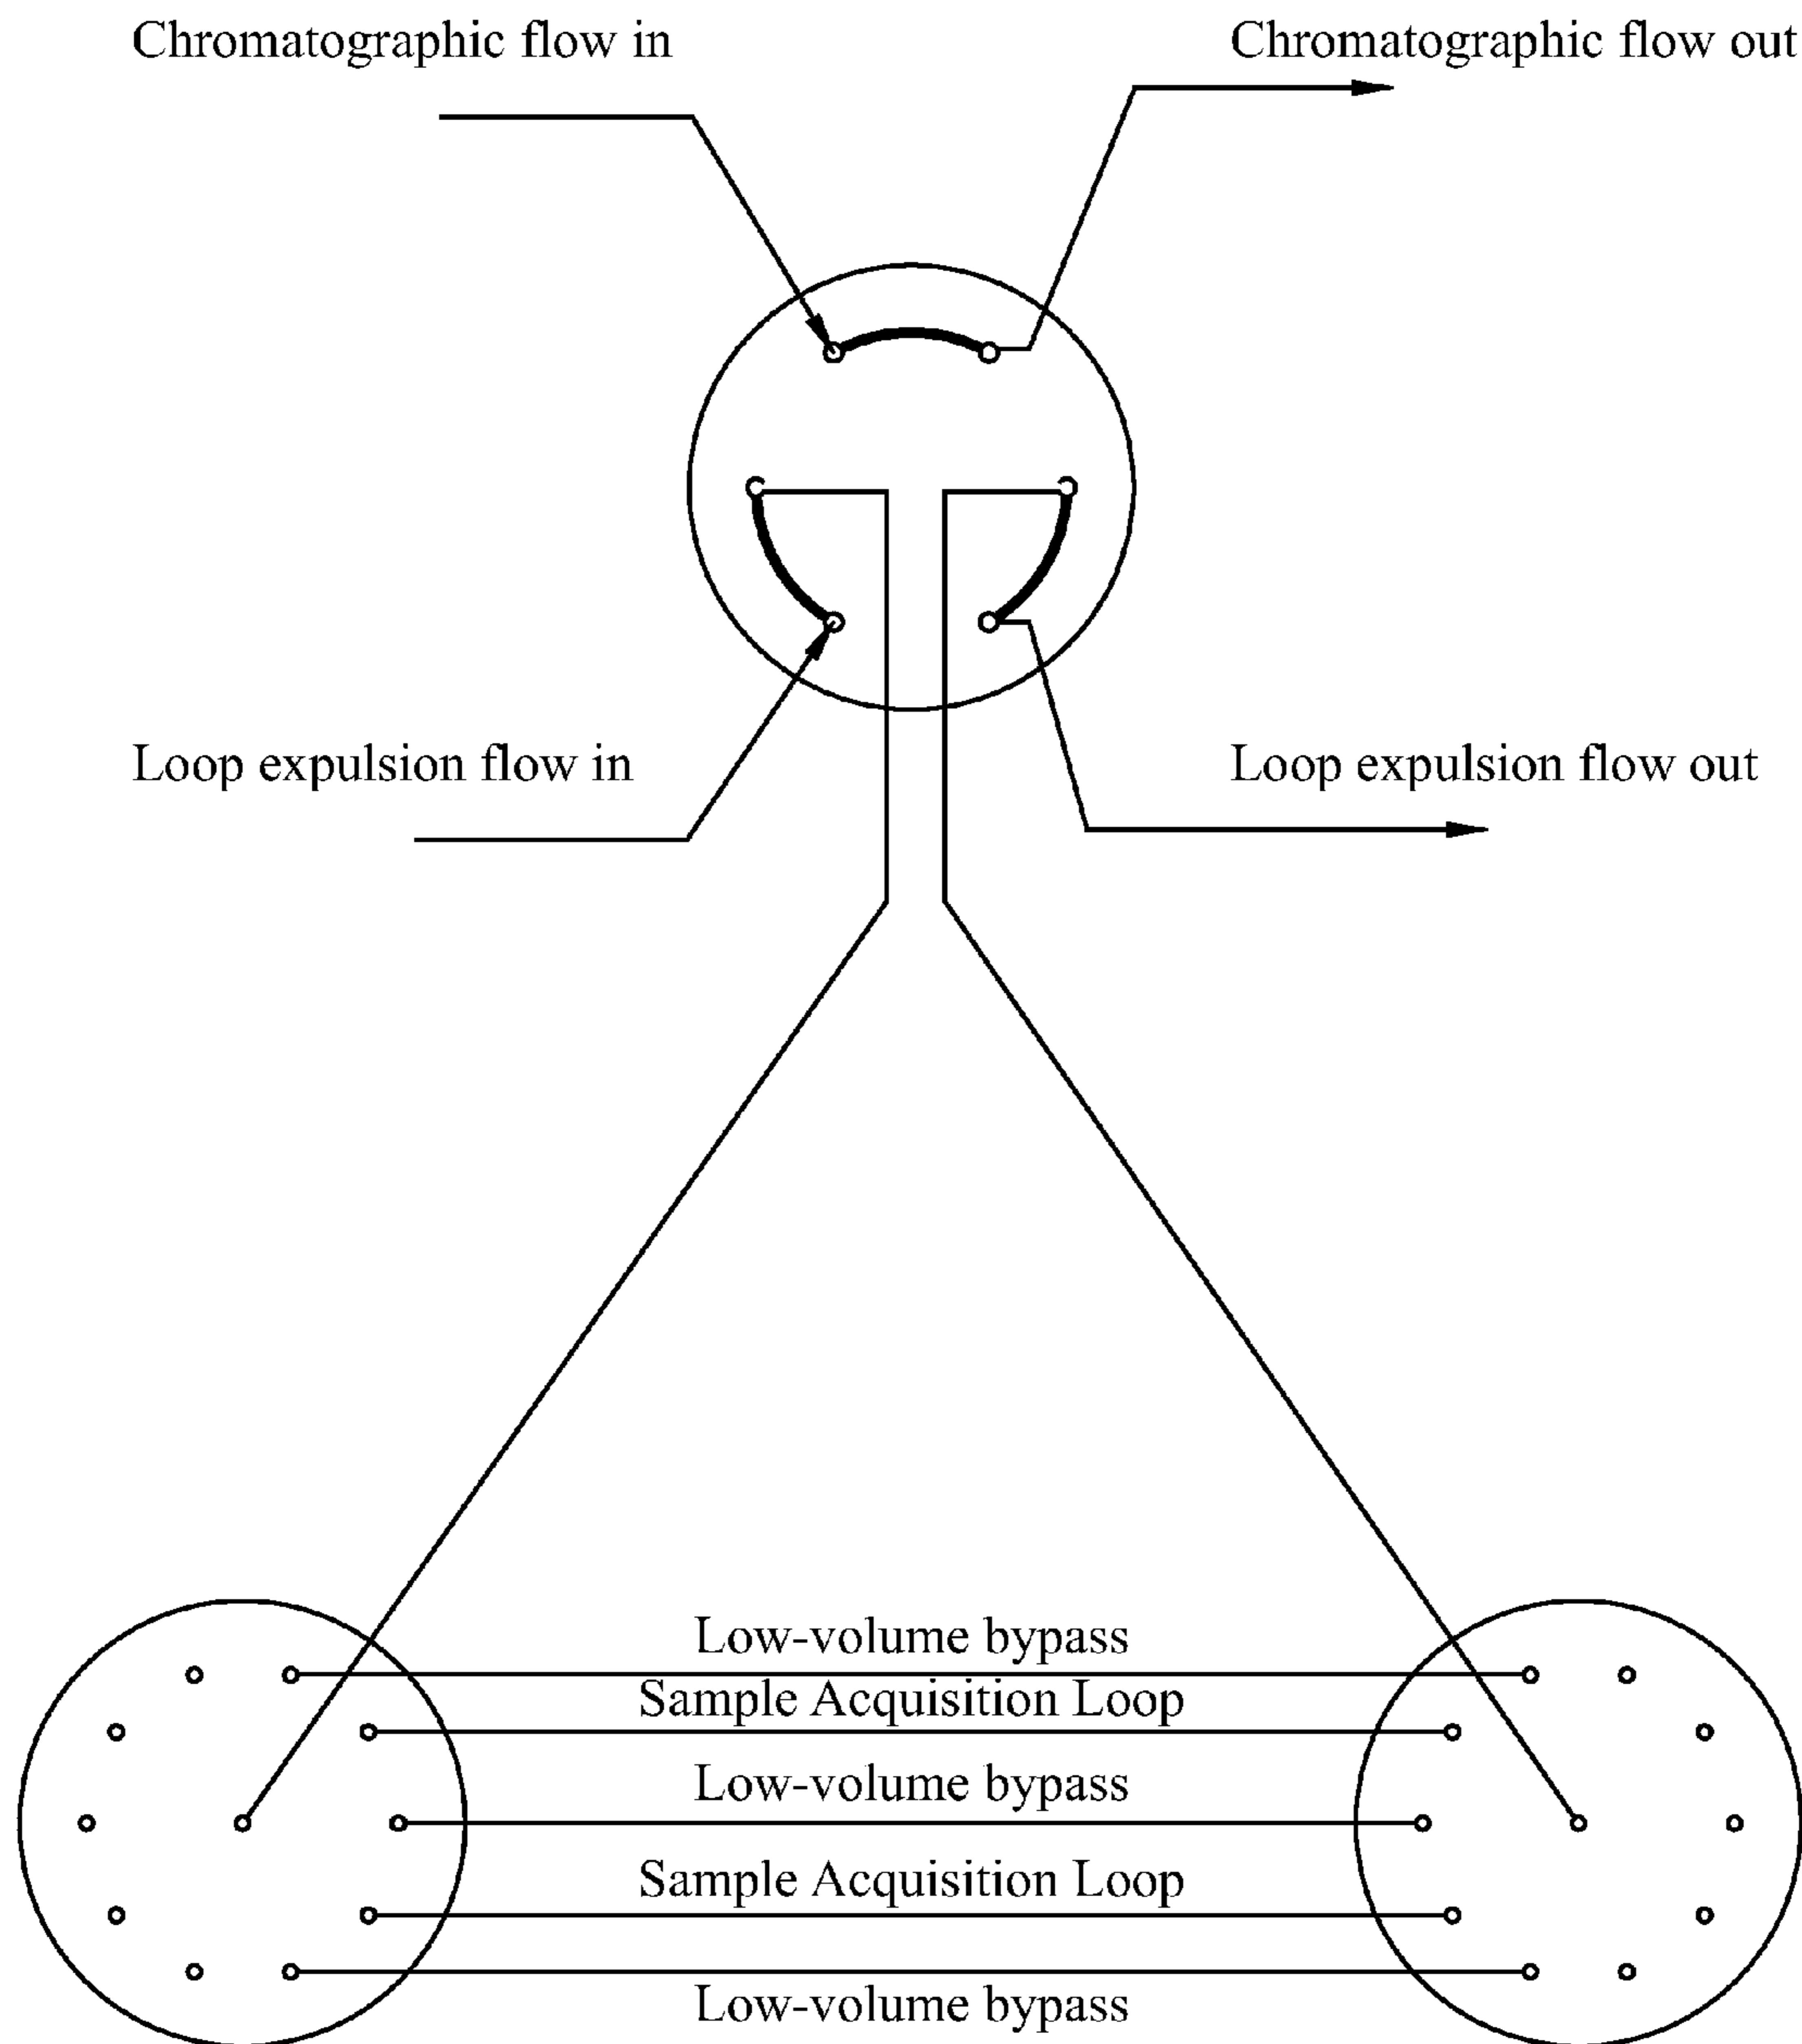 Chromatographic flow in
Chromatographic flow out
Loop expulsion flow in
Loop expulsion flow out
Low-volume bypass
Sample Acquisition Loop
Low-volume bypass
Sample Acquisition Loop
Low-volume bypass